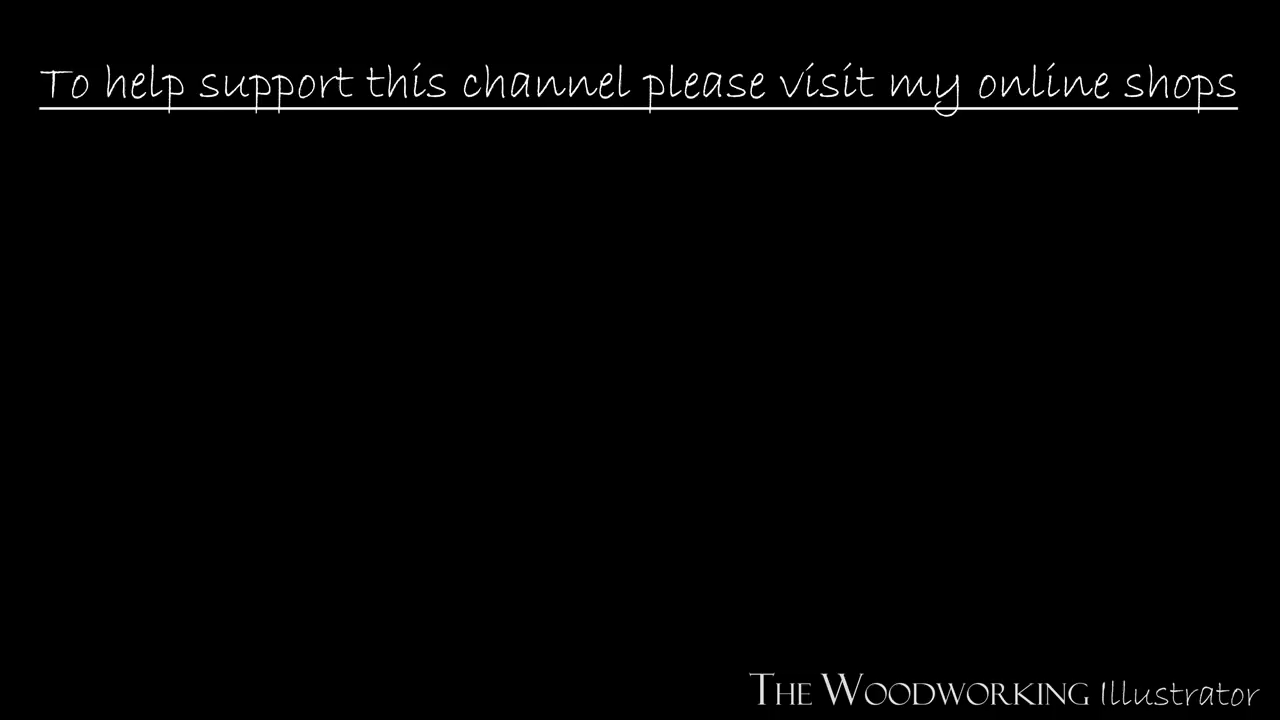 To help support this channel please visit my online shops
The Woodworking Illustrator